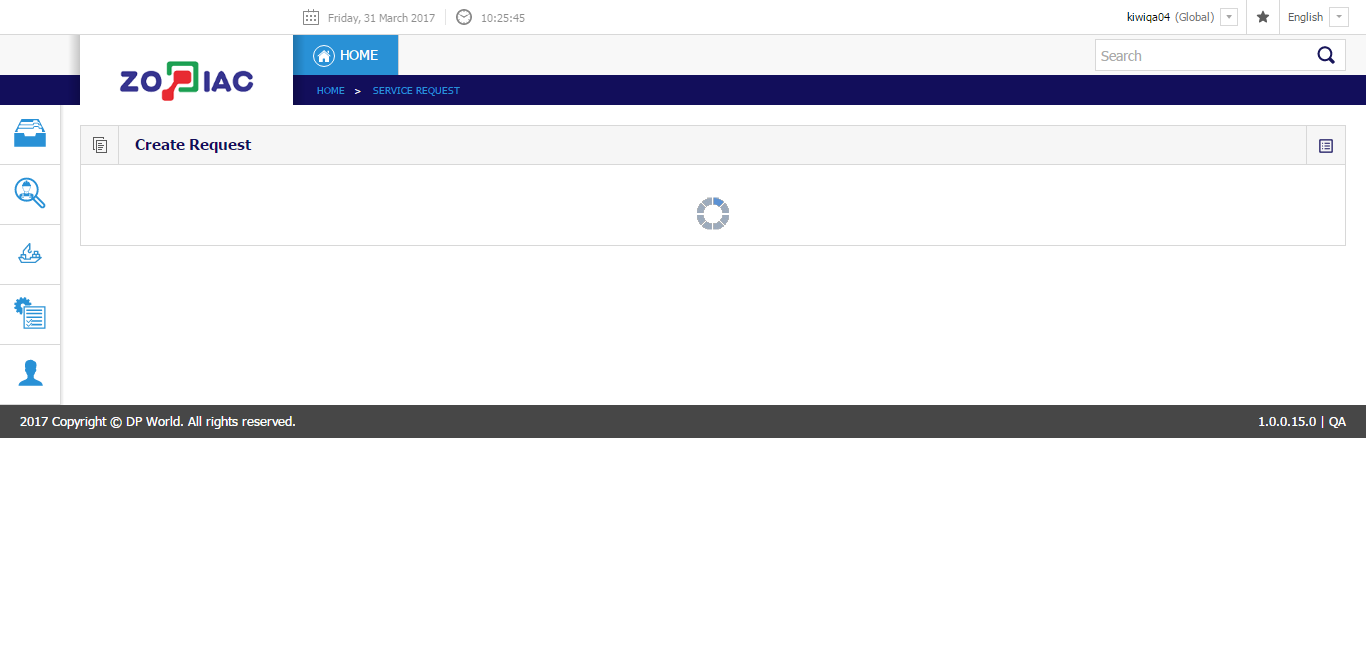 Friday, 31 March 2017 10:25:45 kiwiqa04 (Global) English
ZODIAC
HOME
Search
HOME > SERVICE REQUEST
Create Request
2017 Copyright © DP World. All rights reserved. 1.0.0.15.0 | QA